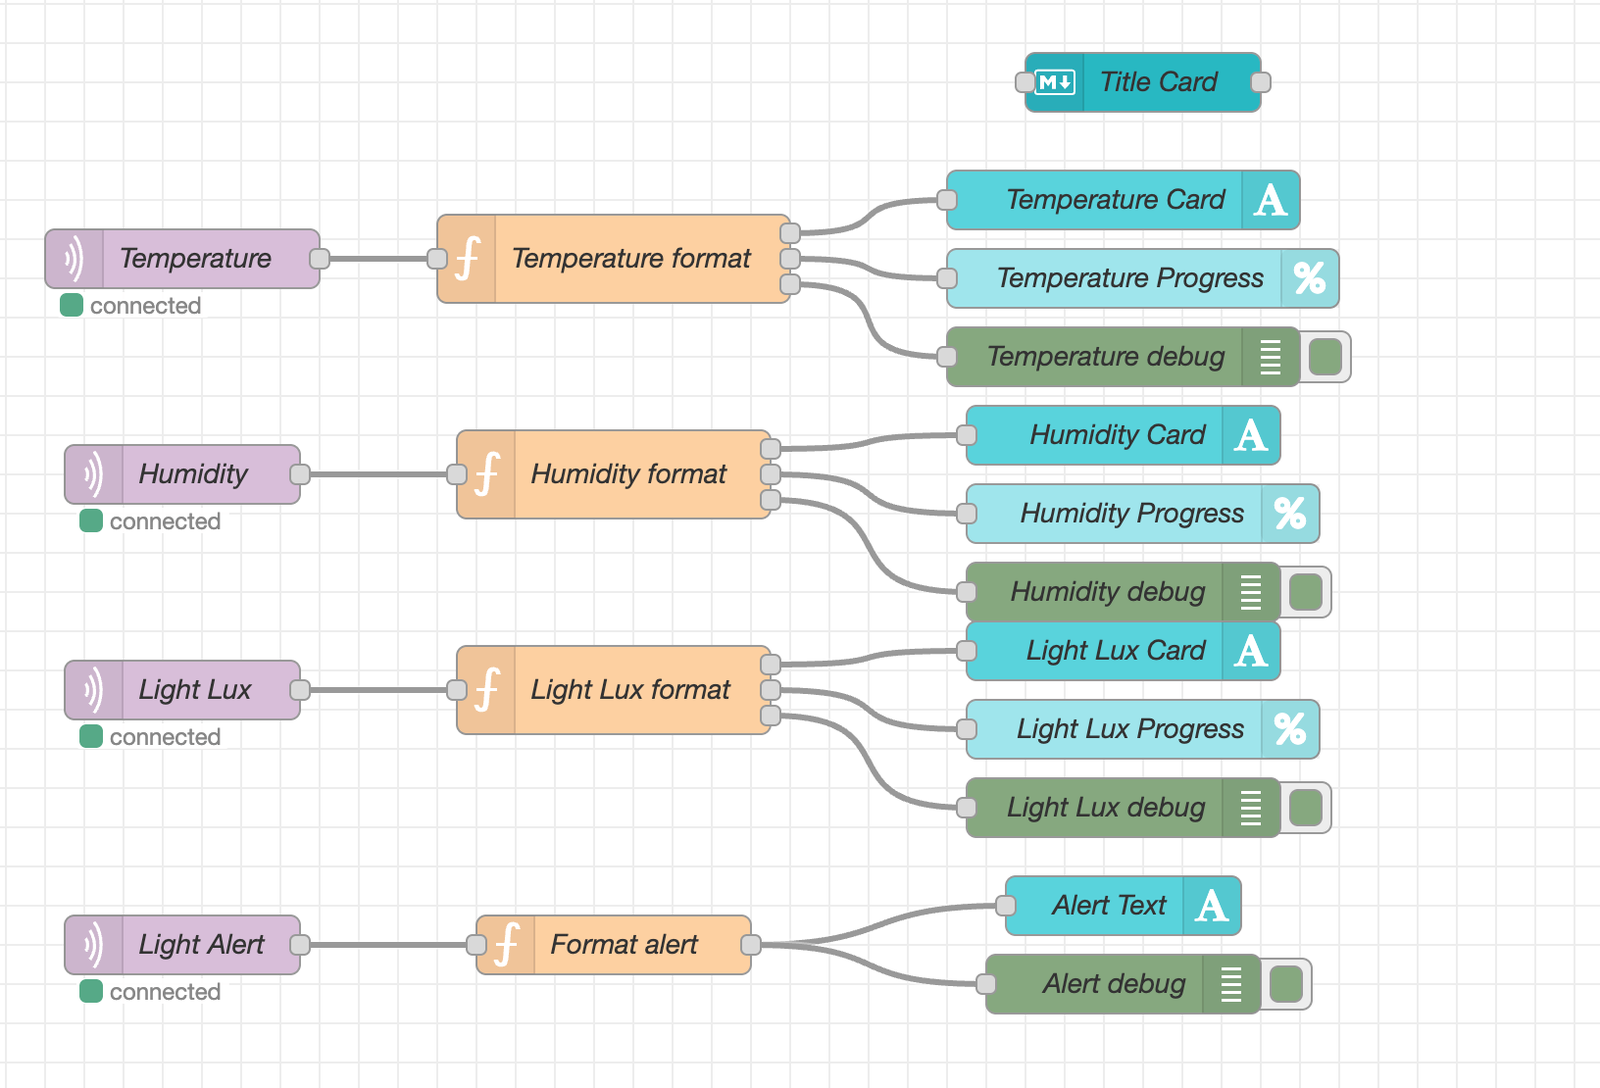 M↓ Title Card
Temperature Card A
Temperature
connected
Temperature format
Temperature Progress %
Temperature debug
Humidity Card A
Humidity
connected
Humidity format
Humidity Progress %
Humidity debug
Light Lux Card A
Light Lux
connected
Light Lux format
Light Lux Progress %
Light Lux debug
Alert Text A
Light Alert
connected
Format alert
Alert debug